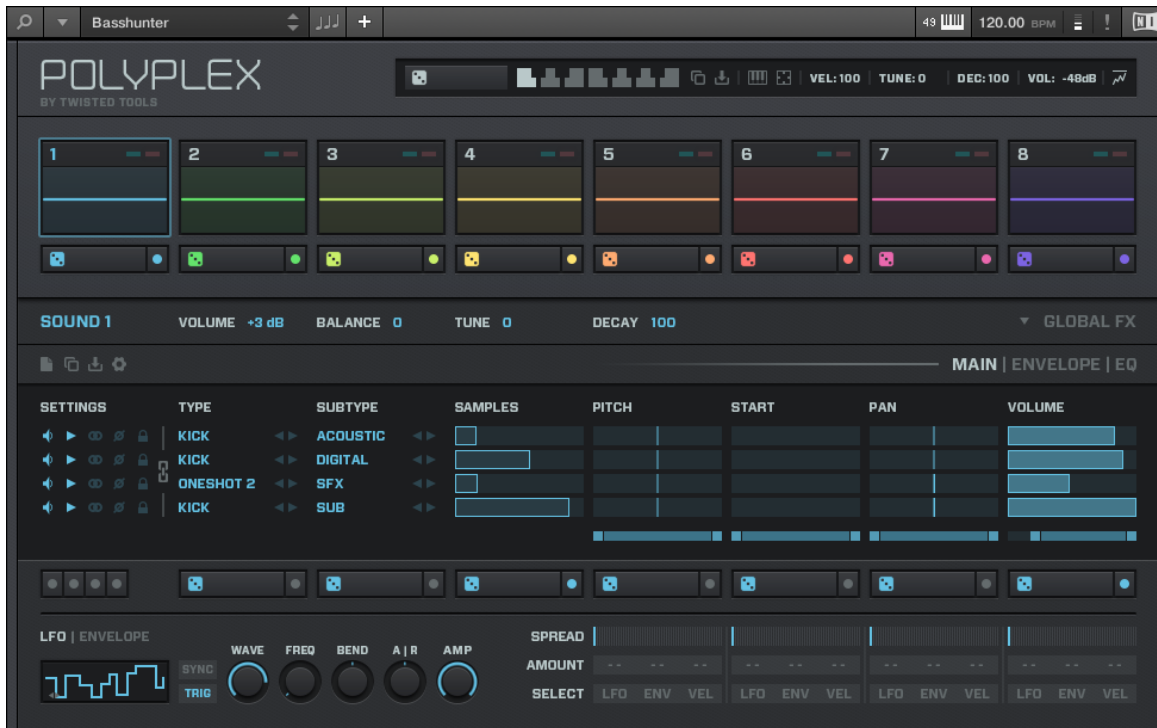 Basshunter
49 120.00 BPM NI
POLYPLEX
BY TWISTED TOOLS
VEL: 100 TUNE: 0 DEC: 100 VOL: -48dB
1 2 3 4 5 6 7 8
SOUND 1 VOLUME +3 dB BALANCE 0 TUNE 0 DECAY 100 GLOBAL FX
MAIN | ENVELOPE | EQ
SETTINGS TYPE SUBTYPE SAMPLES PITCH START PAN VOLUME
KICK ACOUSTIC
KICK DIGITAL
ONESHOT 2 SFX
KICK SUB
LFO | ENVELOPE SPREAD
WAVE FREQ BEND A | R AMP
SYNC AMOUNT -- -- -- -- -- -- -- -- -- -- -- --
TRIG SELECT LFO ENV VEL LFO ENV VEL LFO ENV VEL LFO ENV VEL